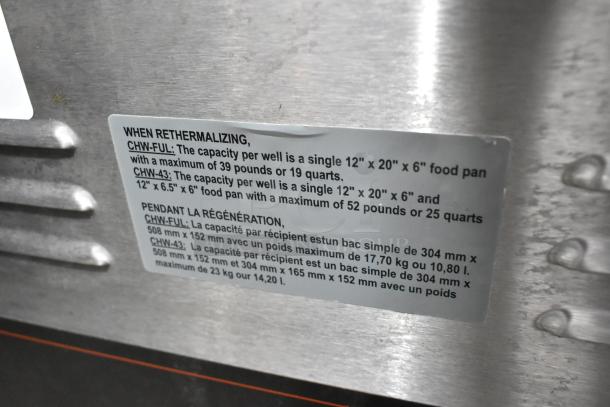 WHEN RETHERMALIZING,
CHW-FUL: The capacity per well is a single 12" x 20" x 6" food pan
with a maximum of 39 pounds or 19 quarts.
CHW-43: The capacity per well is a single 12" x 20" x 6" and
12" x 6.5" x 6" food pan with a maximum of 52 pounds or 25 quarts
PENDANT LA RÉGÉNÉRATION,
CHW-FUL: La capacité par récipient estun bac simple de 304 mm x
508 mm x 152 mm avec un poids maximum de 17,70 kg ou 10,80 l.
CHW-43: La capacité par récipient est un bac simple de 304 mm x
508 mm x 152 mm et 304 mm x 165 mm x 152 mm avec un poids
maximum de 23 kg our 14,20 l.